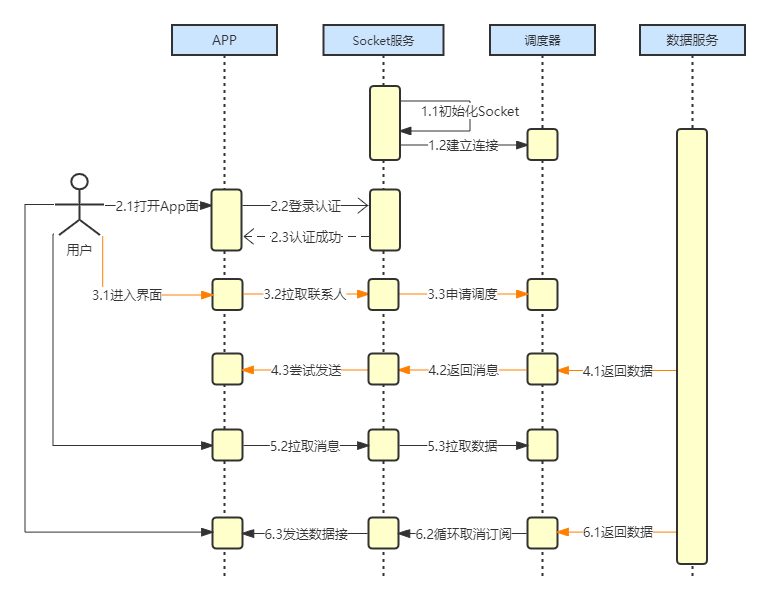 APP
Socket服务
调度器
数据服务
1.1初始化Socket
1.2建立连接
2.1打开App面
2.2登录认证
2.3认证成功
用户
3.1进入界面
3.2拉取联系人
3.3申请调度
4.3尝试发送
4.2返回消息
4.1返回数据
5.2拉取消息
5.3拉取数据
6.3发送数据接
6.2循环取消订阅
6.1返回数据